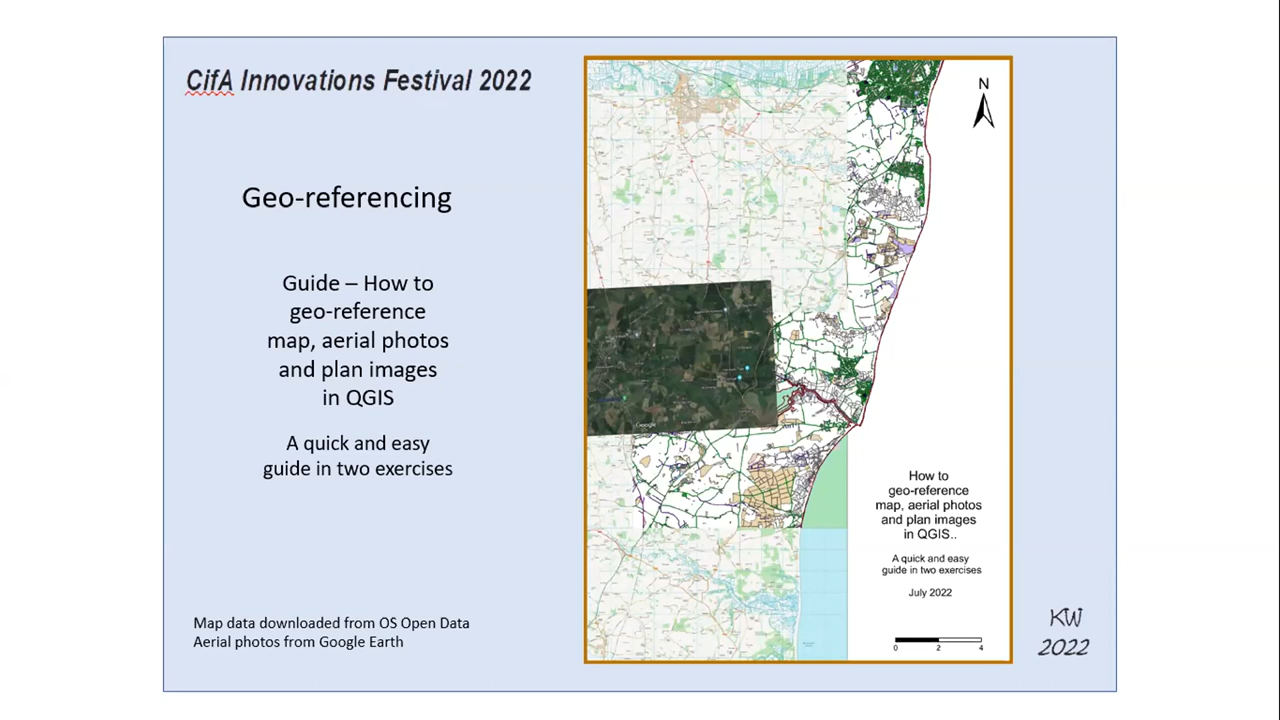 CifA Innovations Festival 2022
Geo-referencing
Guide – How to
geo-reference
map, aerial photos
and plan images
in QGIS
A quick and easy
guide in two exercises
Map data downloaded from OS Open Data
Aerial photos from Google Earth
N
Google
How to
geo-reference
map, aerial photos
and plan images
in QGIS..
A quick and easy
guide in two exercises
July 2022
0 2 4
KW
2022